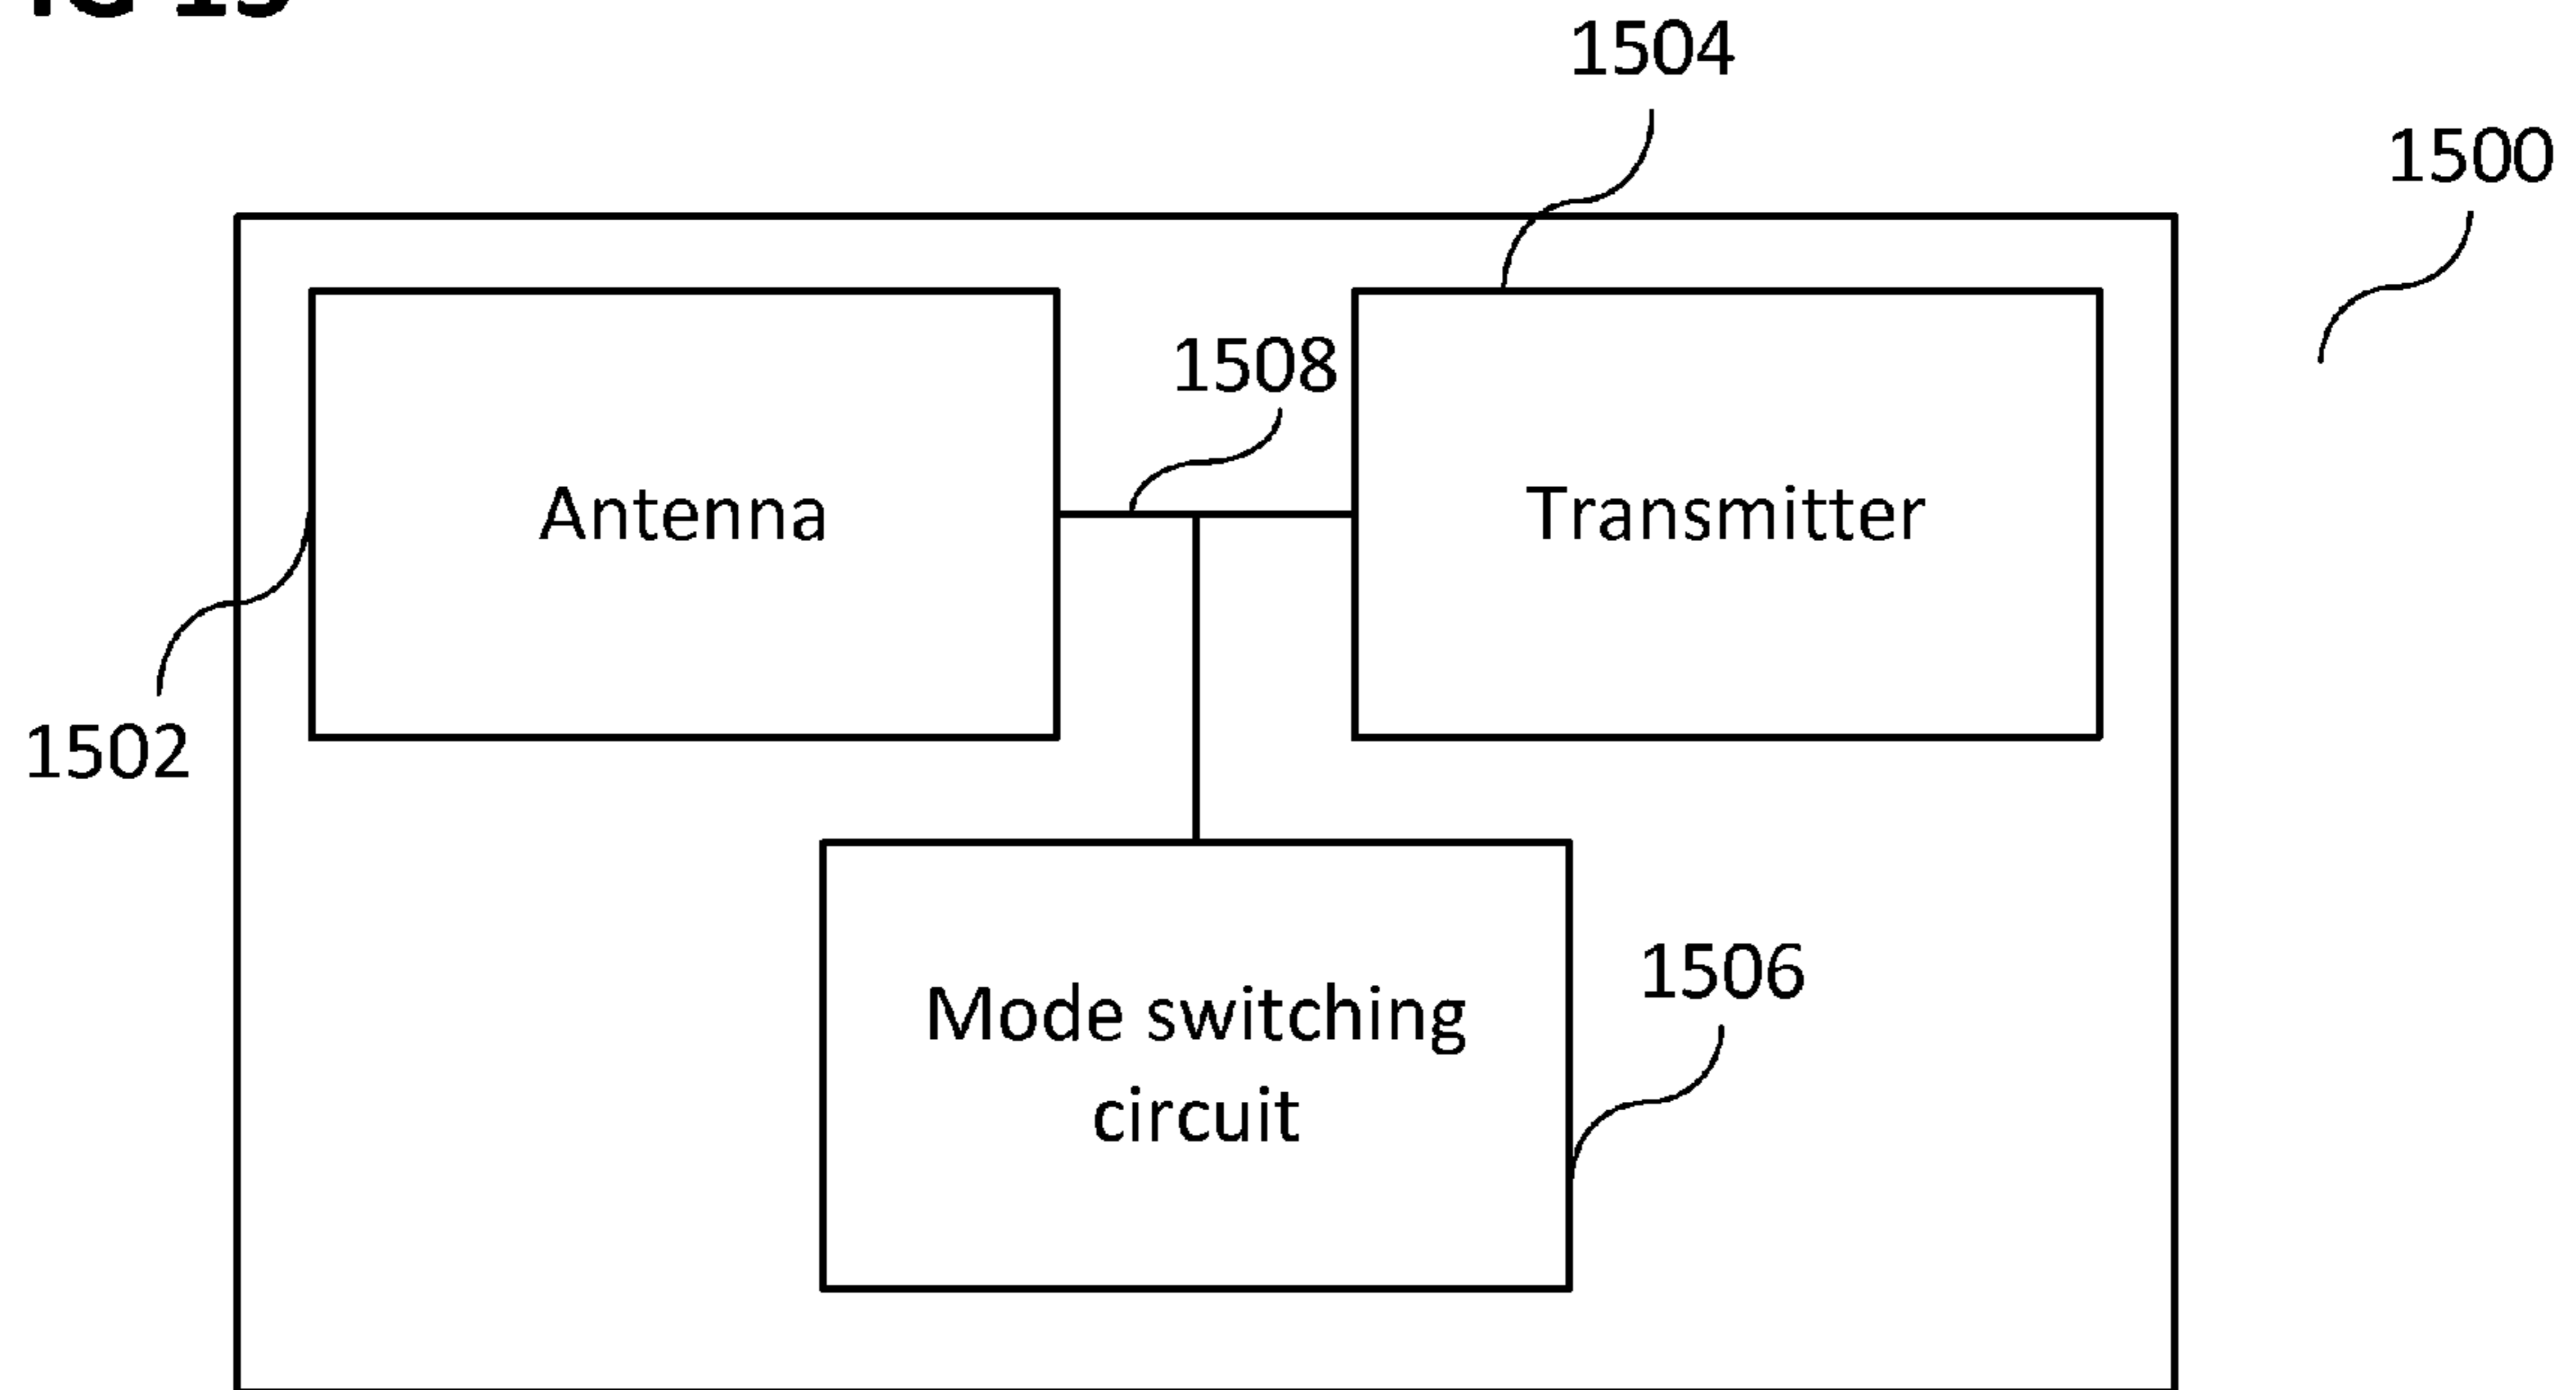 1504
1500
1508
Antenna
Transmitter
1502
1506
Mode switching
circuit